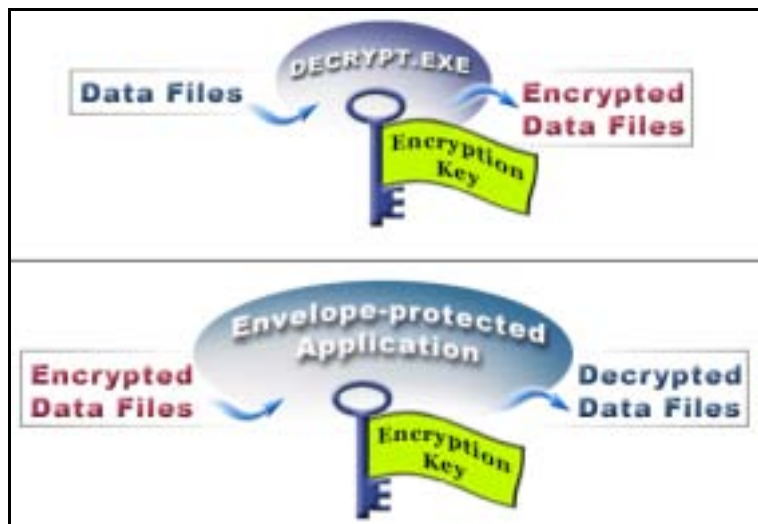 DECRYPT.EXE
Data Files
Encrypted
Data Files
Encryption
Key
Envelope-protected
Application
Encrypted
Data Files
Decrypted
Data Files
Encryption
Key